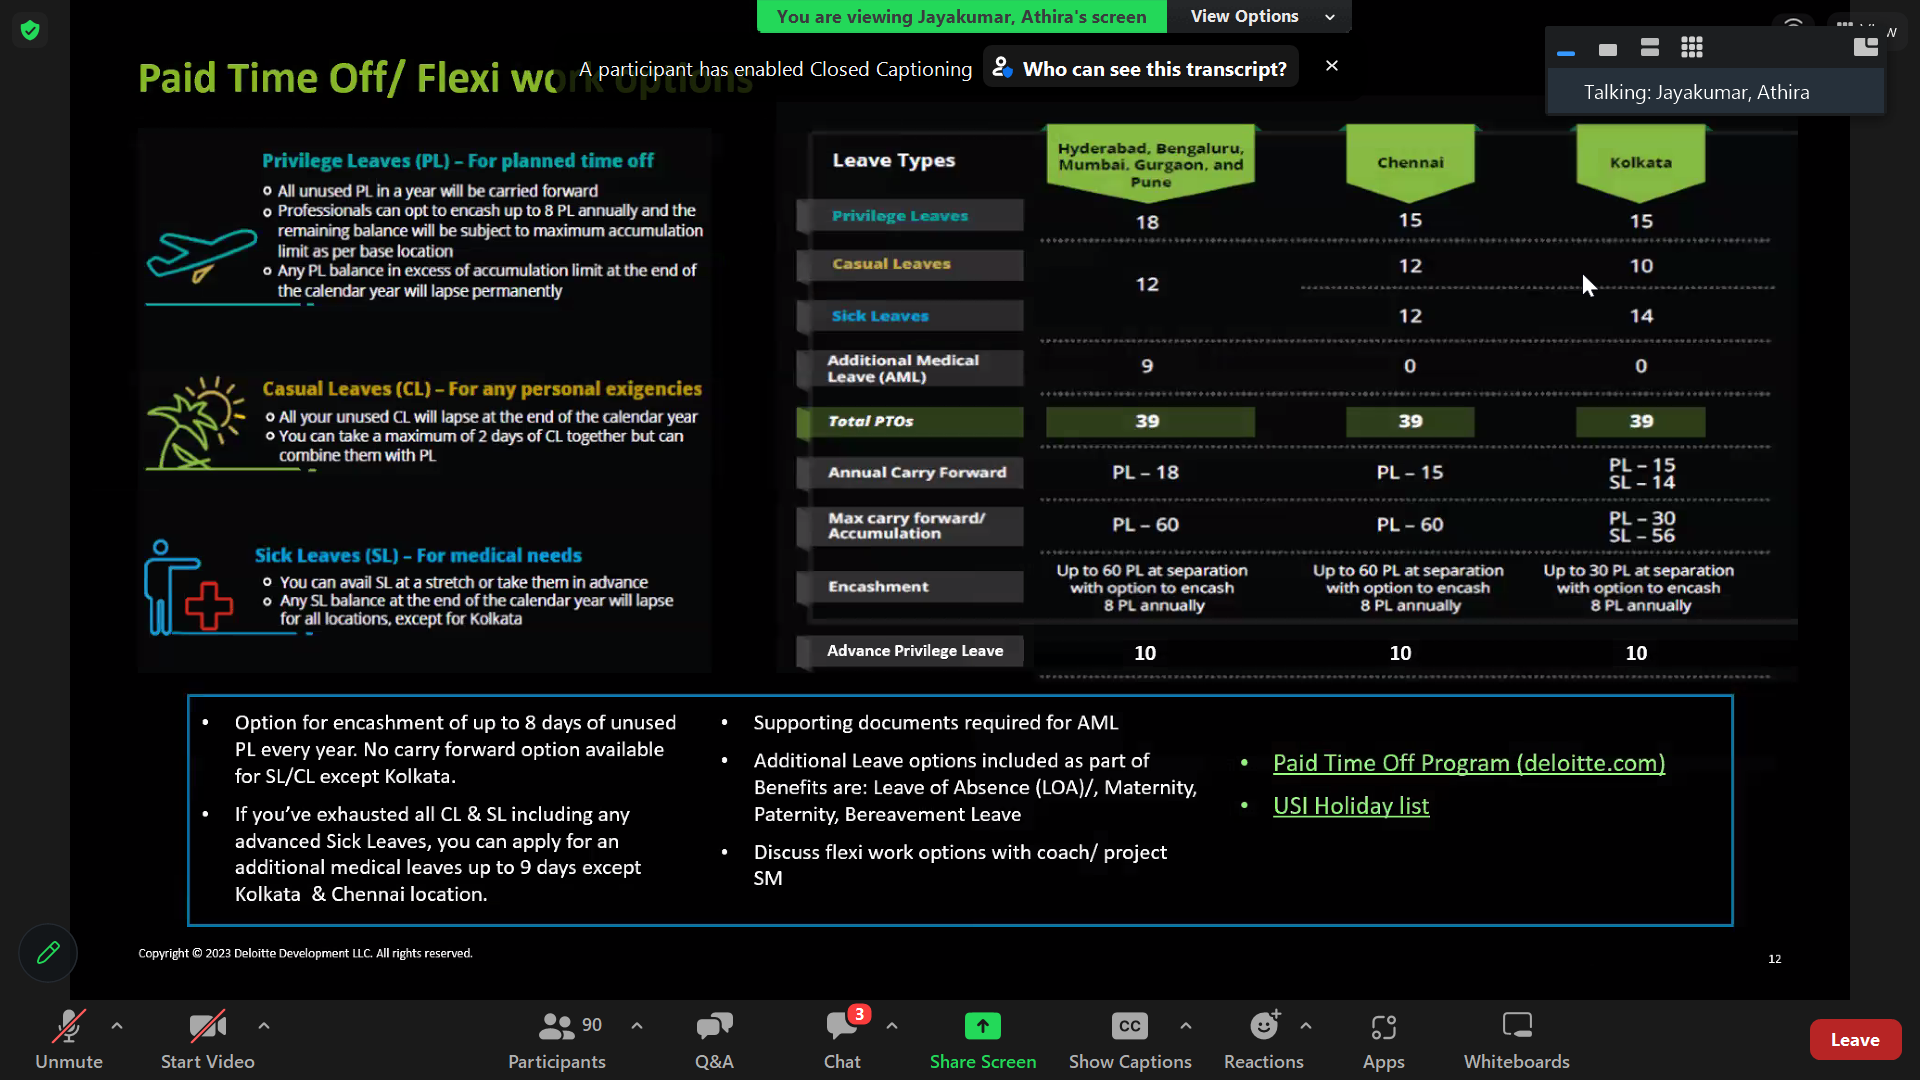 You are viewing Jayakumar, Athira's screen
View Options
Paid Time Off/ Flexi work options
A participant has enabled Closed Captioning
Who can see this transcript?
Talking: Jayakumar, Athira
Privilege Leaves (PL) – For planned time off
All unused PL in a year will be carried forward
Professionals can opt to encash up to 8 PL annually and the
remaining balance will be subject to maximum accumulation
limit as per base location
Any PL balance in excess of accumulation limit at the end of
the calendar year will lapse permanently
Casual Leaves (CL) – For any personal exigencies
All your unused CL will lapse at the end of the calendar year
You can take a maximum of 2 days of CL together but can
combine them with PL
Sick Leaves (SL) – For medical needs
You can avail SL at a stretch or take them in advance
Any SL balance at the end of the calendar year will lapse
for all locations, except for Kolkata
Leave Types
Hyderabad, Bengaluru,
Mumbai, Gurgaon, and
Pune
Chennai
Kolkata
Privilege Leaves
18
15
15
Casual Leaves
12
12
10
Sick Leaves
12
14
Additional Medical
Leave (AML)
9
0
0
Total PTOs
39
39
39
Annual Carry Forward
PL – 18
PL – 15
PL – 15
SL – 14
Max carry forward/
Accumulation
PL – 60
PL – 60
PL – 30
SL – 56
Encashment
Up to 60 PL at separation
with option to encash
8 PL annually
Up to 60 PL at separation
with option to encash
8 PL annually
Up to 30 PL at separation
with option to encash
8 PL annually
Advance Privilege Leave
10
10
10
• Option for encashment of up to 8 days of unused
PL every year. No carry forward option available
for SL/CL except Kolkata.
• If you've exhausted all CL & SL including any
advanced Sick Leaves, you can apply for an
additional medical leaves up to 9 days except
Kolkata & Chennai location.
• Supporting documents required for AML
• Additional Leave options included as part of
Benefits are: Leave of Absence (LOA)/, Maternity,
Paternity, Bereavement Leave
• Discuss flexi work options with coach/ project
SM
• Paid Time Off Program (deloitte.com)
• USI Holiday list
Copyright © 2023 Deloitte Development LLC. All rights reserved.
12
Unmute
Start Video
90
Participants
Q&A
3
Chat
Share Screen
CC
Show Captions
Reactions
Apps
Whiteboards
Leave